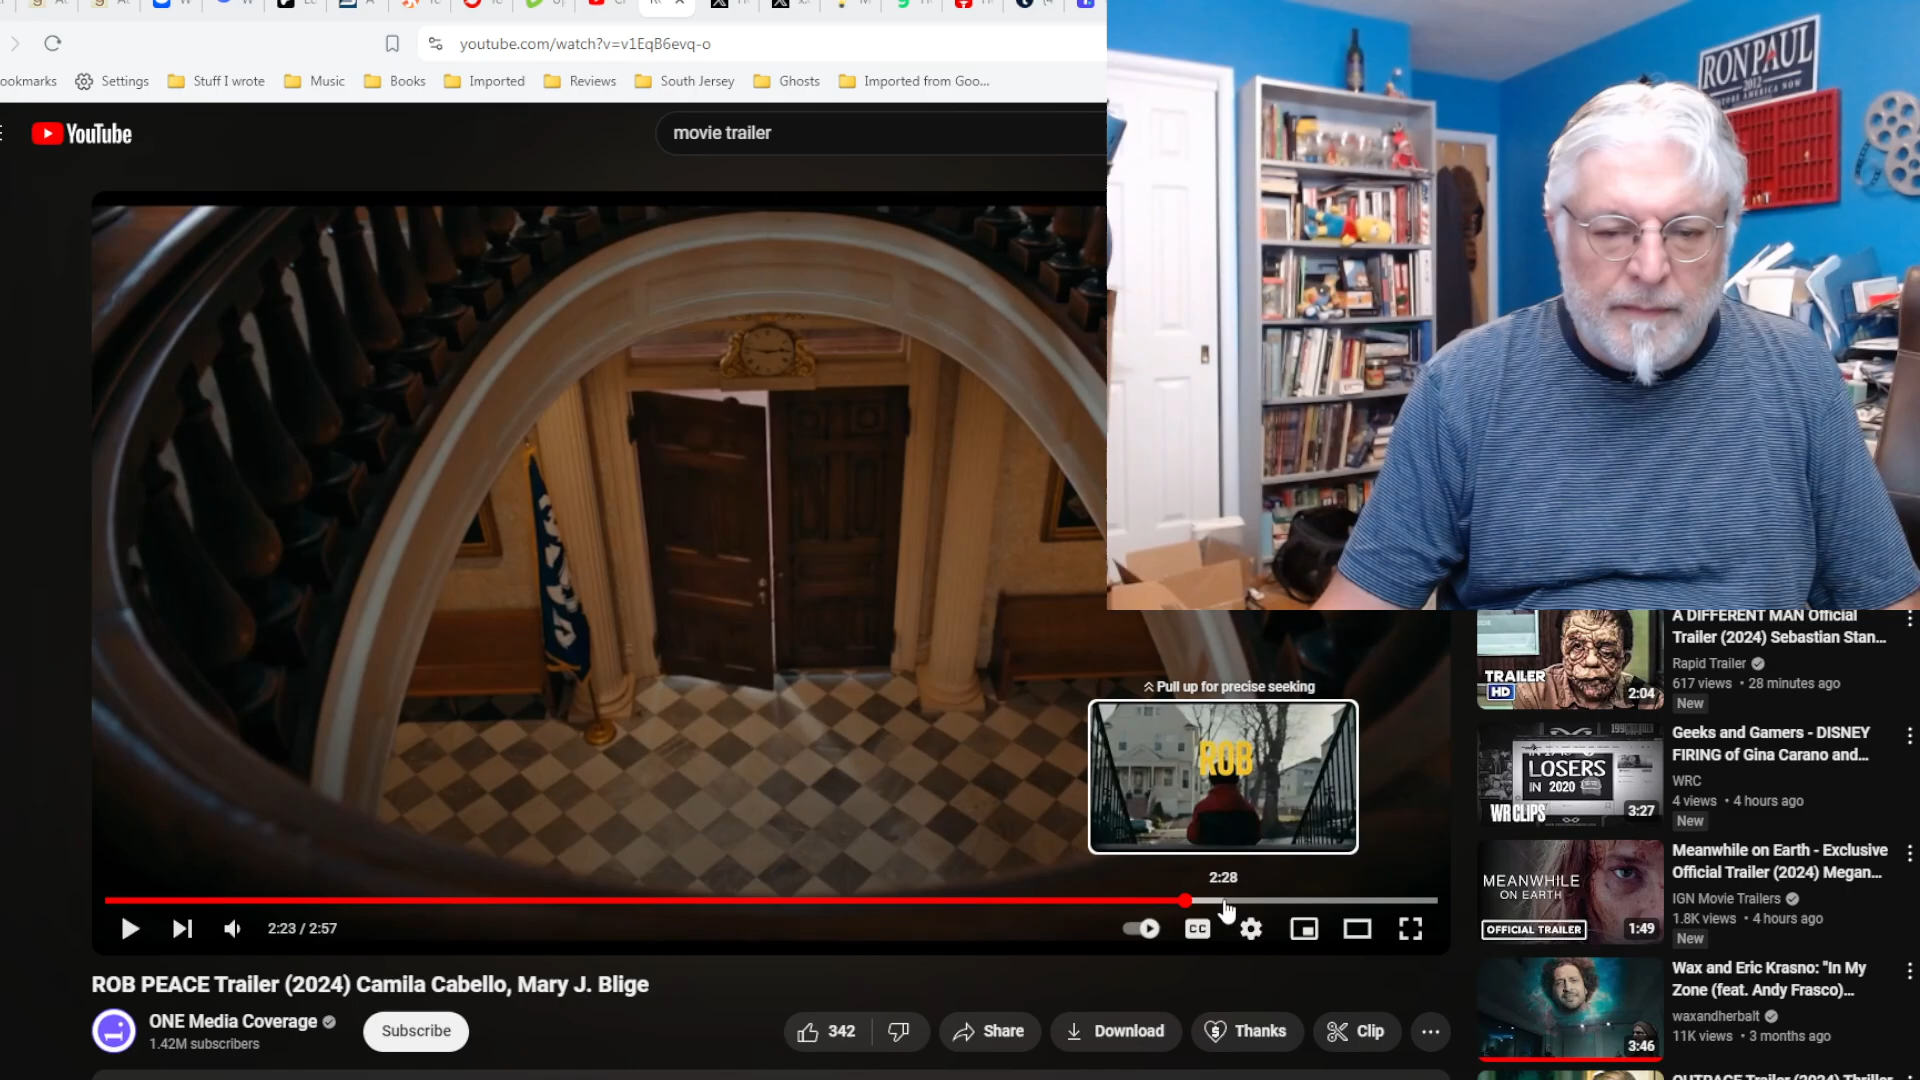 youtube.com/watch?v=v1EqB6evq-o
ookmarks
Settings
Stuff I wrote
Music
Books
Imported
Reviews
South Jersey
Ghosts
Imported from Goo...
YouTube
movie trailer
RON PAUL
2012
Pull up for precise seeking
ROB
2:28
2:23 / 2:57
CC
ROB PEACE Trailer (2024) Camila Cabello, Mary J. Blige
ONE Media Coverage
1.42M subscribers
Subscribe
342
Share
Download
Thanks
Clip
TRAILER
HD
2:04
A DIFFERENT MAN Official
Trailer (2024) Sebastian Stan...
Rapid Trailer
617 views • 28 minutes ago
New
LOSERS
IN 2020
WR CLIPS
3:27
Geeks and Gamers - DISNEY
FIRING of Gina Carano and...
WRC
4 views • 4 hours ago
New
MEANWHILE
ON EARTH
OFFICIAL TRAILER
1:49
Meanwhile on Earth - Exclusive
Official Trailer (2024) Megan...
IGN Movie Trailers
1.8K views • 4 hours ago
New
3:46
Wax and Eric Krasno: "In My
Zone (feat. Andy Frasco)...
waxandherbalt
11K views • 3 months ago
OUTRAGE Trailer (2024) Thriller